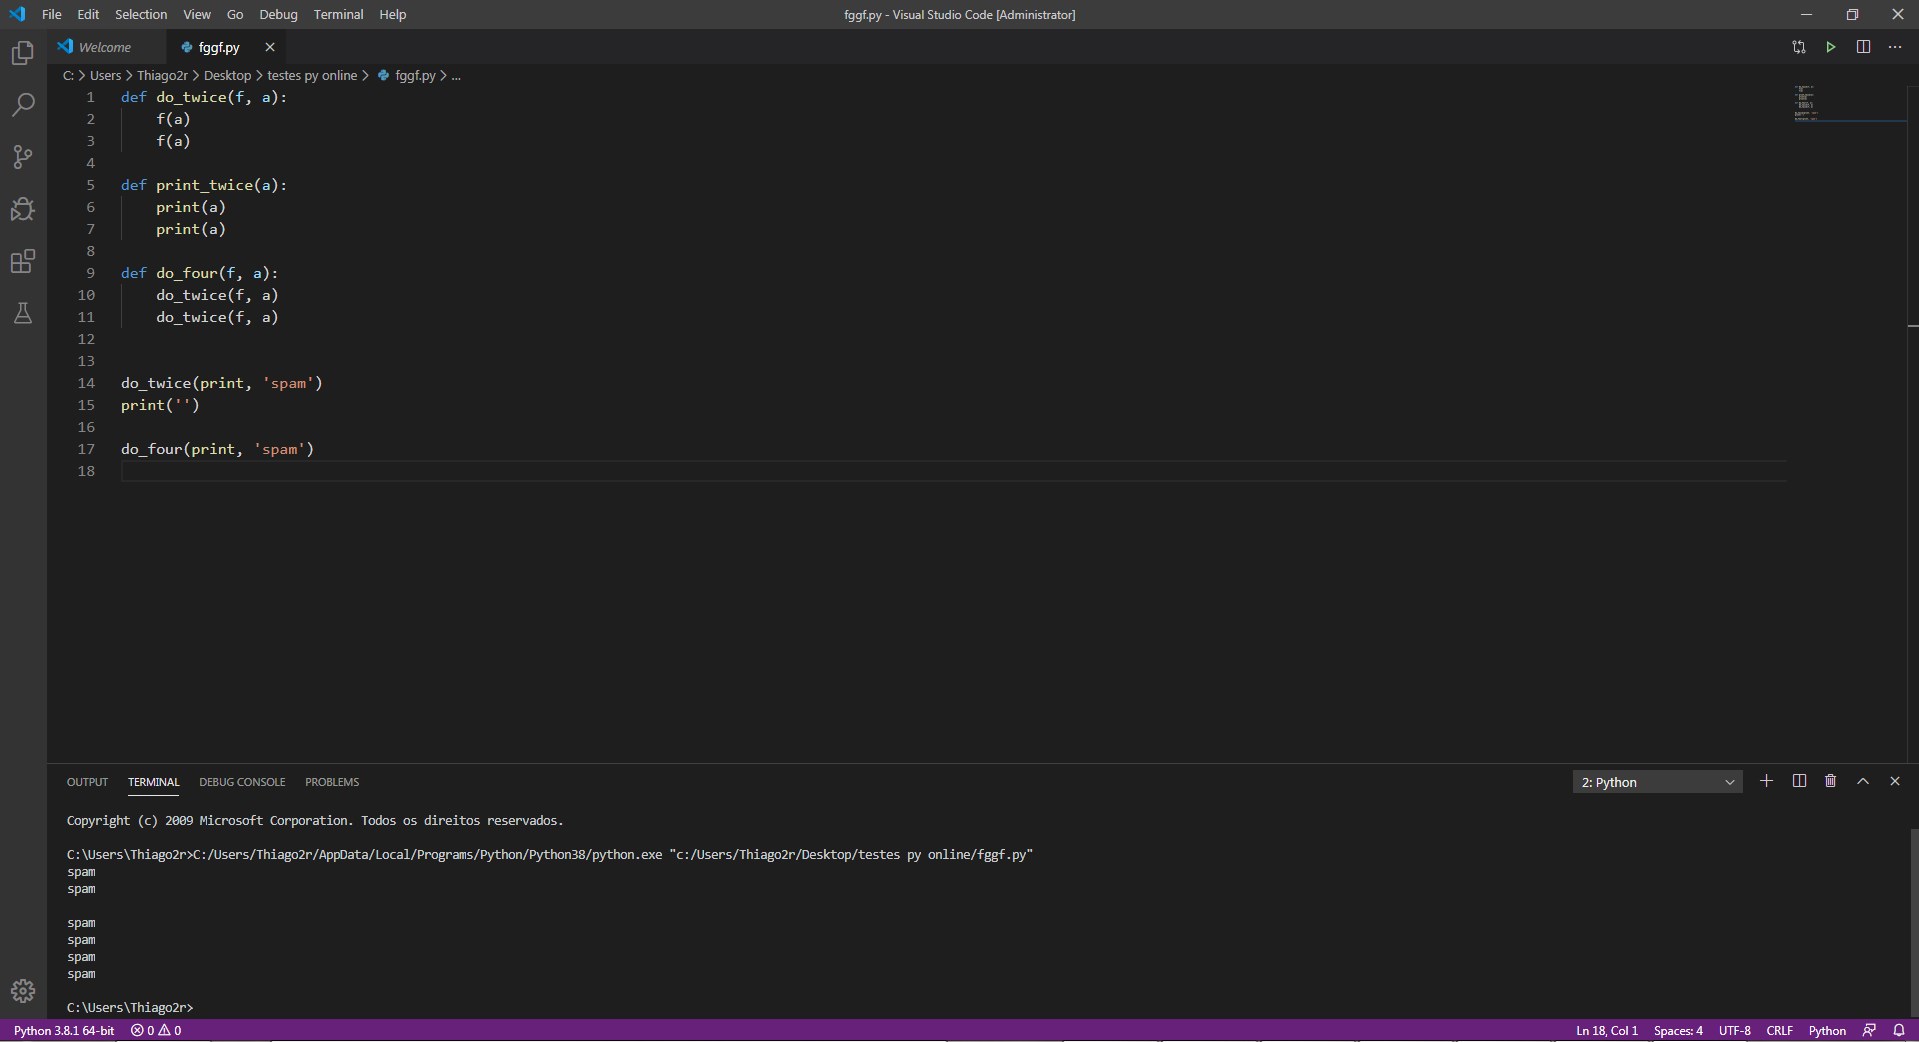 File Edit Selection View Go Debug Terminal Help fggf.py - Visual Studio Code [Administrator]
Welcome fggf.py
C: > Users > Thiago2r > Desktop > testes py online > fggf.py > ...
1 def do_twice(f, a):
2     f(a)
3     f(a)
4
5 def print_twice(a):
6     print(a)
7     print(a)
8
9 def do_four(f, a):
10     do_twice(f, a)
11     do_twice(f, a)
12
13
14 do_twice(print, 'spam')
15 print('')
16
17 do_four(print, 'spam')
18
OUTPUT TERMINAL DEBUG CONSOLE PROBLEMS 2: Python
Copyright (c) 2009 Microsoft Corporation. Todos os direitos reservados.
C:\Users\Thiago2r>C:/Users/Thiago2r/AppData/Local/Programs/Python/Python38/python.exe "c:/Users/Thiago2r/Desktop/testes py online/fggf.py"
spam
spam
spam
spam
spam
spam
C:\Users\Thiago2r>
Python 3.8.1 64-bit 0 0 Ln 18, Col 1 Spaces: 4 UTF-8 CRLF Python